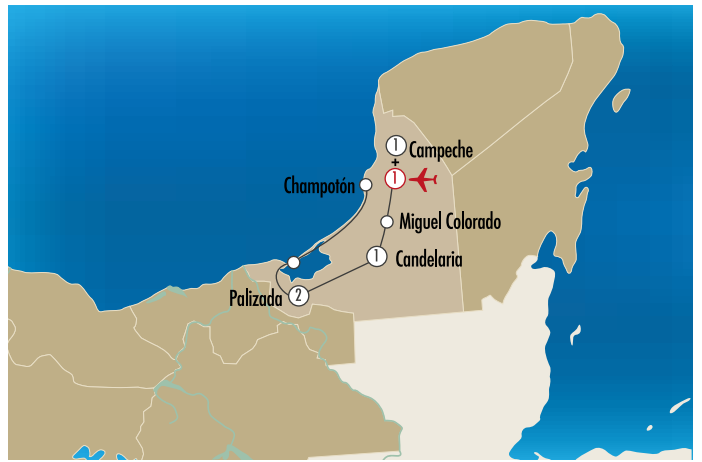 1
Campeche
+
1
Champotón
Miguel Colorado
1
Candelaria
Palizada
2